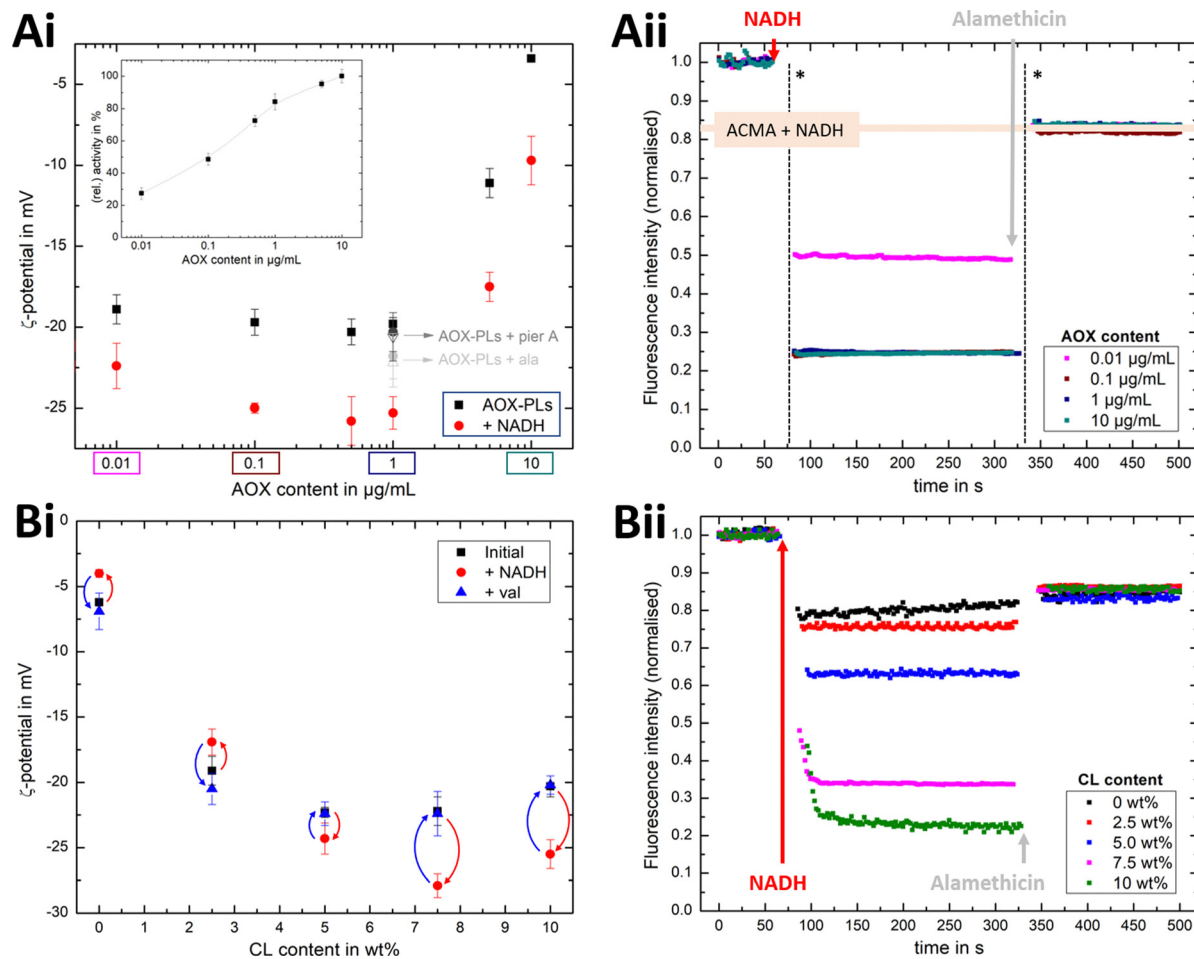 Ai
ζ-potential in mV
-5
-10
-15
-20
-25
(rel.) activity in %
100
80
60
40
20
0
0.01
0.1
1
10
AOX content in µg/mL
AOX-PLs + pier A
AOX-PLs + ala
AOX-PLs
+ NADH
0.01
0.1
1
10
AOX content in µg/mL
Aii
NADH
Alamethicin
*
*
ACMA + NADH
Fluorescence intensity (normalised)
1.0
0.9
0.8
0.7
0.6
0.5
0.4
0.3
0.2
0.1
0.0
AOX content
0.01 µg/mL
0.1 µg/mL
1 µg/mL
10 µg/mL
0
50
100
150
200
250
300
350
400
450
500
time in s
Bi
ζ-potential in mV
0
-5
-10
-15
-20
-25
-30
Initial
+ NADH
+ val
0
1
2
3
4
5
6
7
8
9
10
CL content in wt%
Bii
Fluorescence intensity (normalised)
1.0
0.9
0.8
0.7
0.6
0.5
0.4
0.3
0.2
0.1
0.0
CL content
0 wt%
2.5 wt%
5.0 wt%
7.5 wt%
10 wt%
NADH
Alamethicin
0
50
100
150
200
250
300
350
400
450
500
time in s